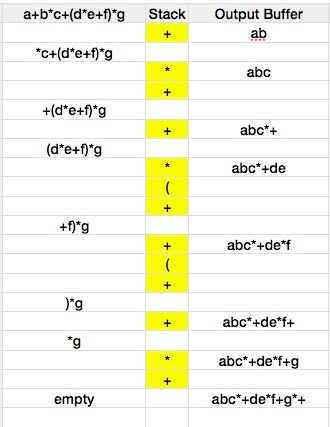 a+b*c+(d*e+f)*g Stack Output Buffer
+ ab
*c+(d*e+f)*g
* abc
+
+(d*e+f)*g
+ abc*+
(d*e+f)*g
* abc*+de
(
+
+f)*g
+ abc*+de*f
(
+
)*g
+ abc*+de*f+
*g
* abc*+de*f+g
+
empty abc*+de*f+g*+